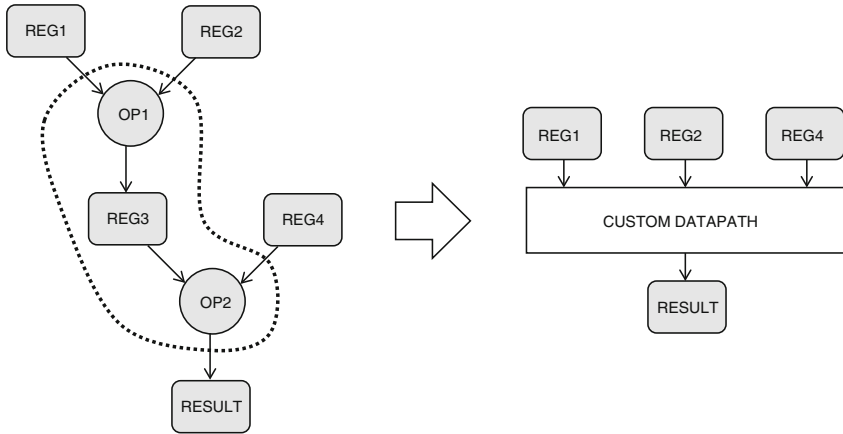 REG1
REG2
OP1
REG3
REG4
OP2
RESULT
REG1
REG2
REG4
CUSTOM DATAPATH
RESULT